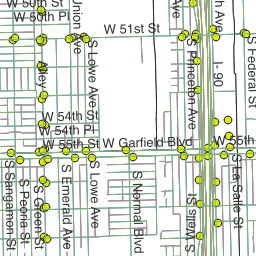 W 50th St
W 50th Pl
Union Ave
Ave
W 51st St
S Lowe Ave
Alley
S Princeton Ave
I- 90
S Federal St
W 54th St
W 54th Pl
W 55th St
W Garfield Blvd
W 55th
S Sangamon St
S Peoria St
S Green St
S Emerald Ave
S Lowe Ave
S Normal Blvd
S Wells St
S La Salle St